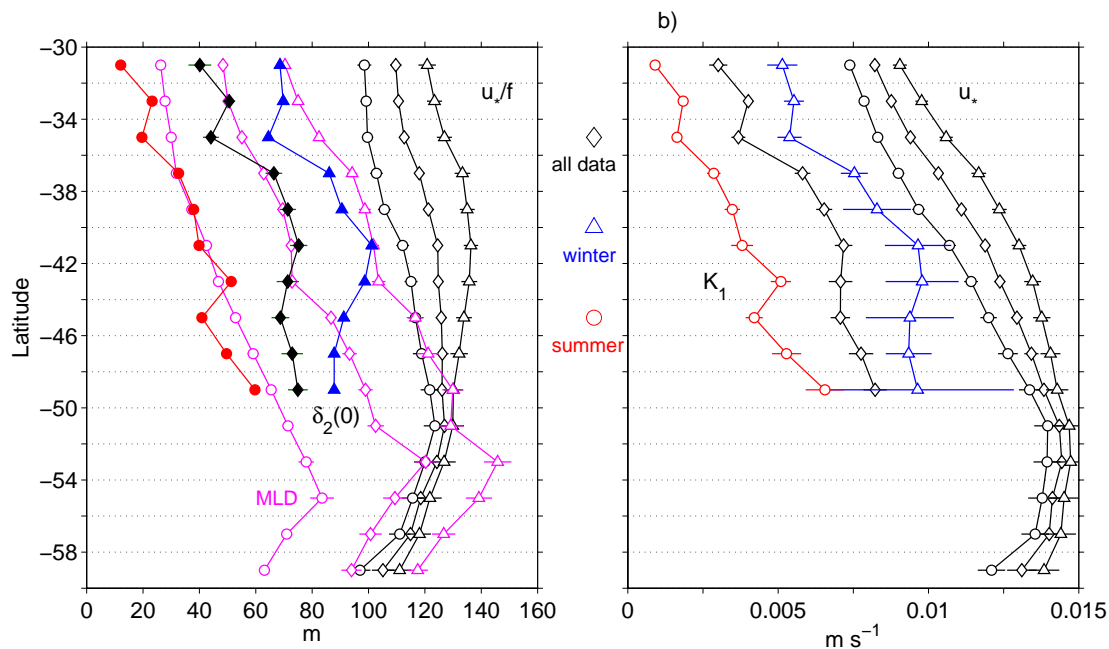 b)
−30
−34
−38
−42
−46
−50
−54
−58
Latitude
0 20 40 60 80 100 120 140 160
m
u*/f
δ2(0)
MLD
all data
winter
summer
u*
K1
0 0.005 0.01 0.015
m s−1